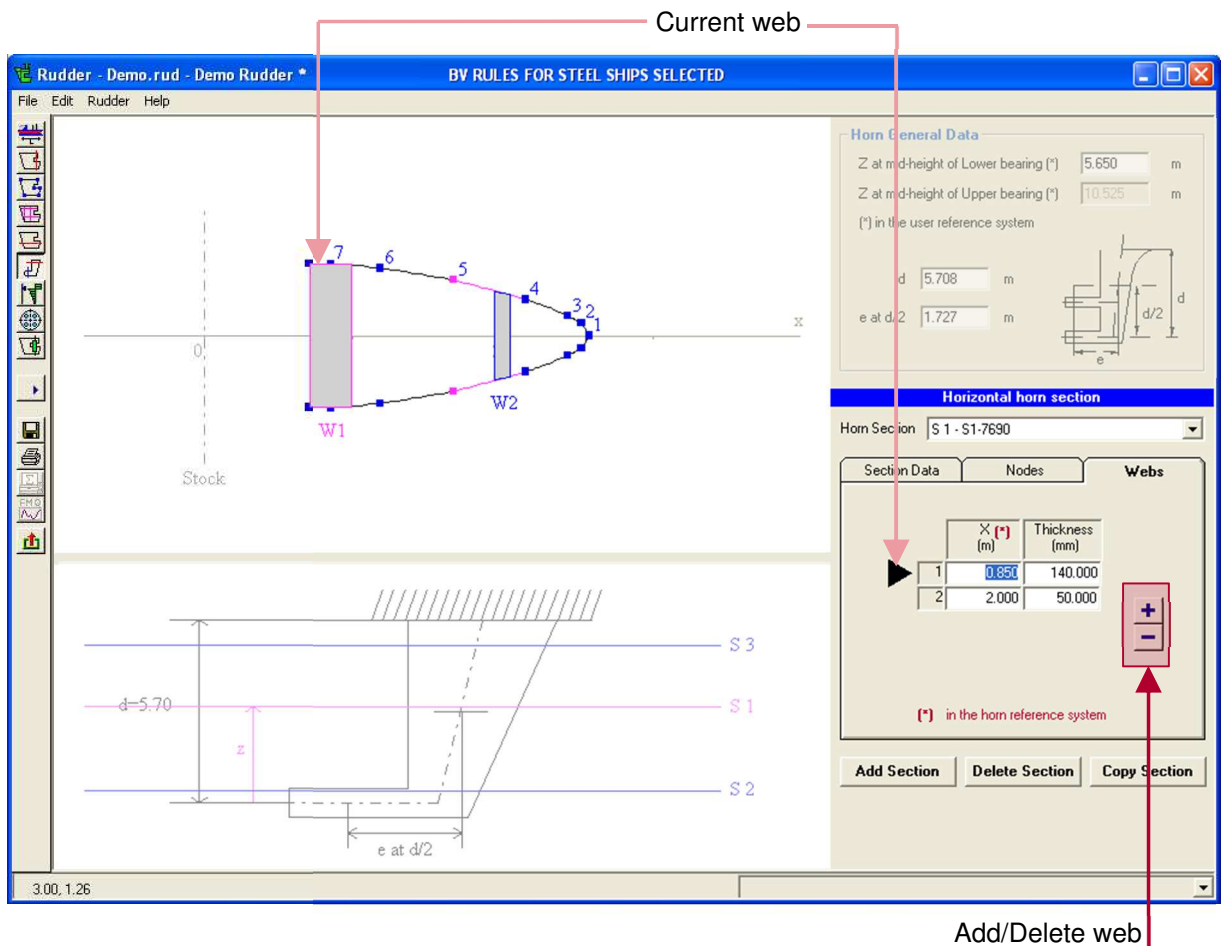 Current web
Rudder - Demo.rud - Demo Rudder *
BV RULES FOR STEEL SHIPS SELECTED
File Edit Rudder Help
Horn General Data
Z at mid-height of Lower bearing (*) 5.650 m
Z at mid-height of Upper bearing (*) 10.525 m
(*) in the user reference system
d 5.708 m
e at d/2 1.727 m
d
d/2
e
7
6
5
4
3
2
1
x
0
W1
W2
Stock
Horizontal horn section
Horn Section S 1 - S1-7690
Section Data Nodes Webs
X (*) (m) Thickness (mm)
1 0.850 140.000
2 2.000 50.000
+
-
(*) in the horn reference system
Add Section Delete Section Copy Section
S 3
d=5.70
S 1
z
S 2
e at d/2
FMQ
3.00, 1.26
Add/Delete web